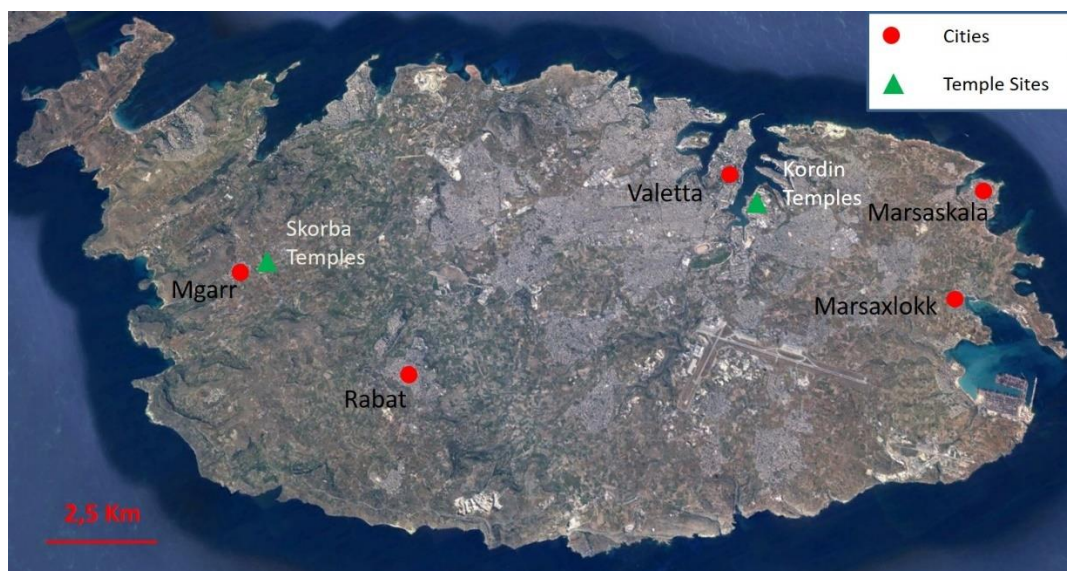 Cities
Temple Sites
Kordin
Temples
Valetta
Marsaskala
Skorba
Temples
Mgarr
Marsaxlokk
Rabat
2,5 Km